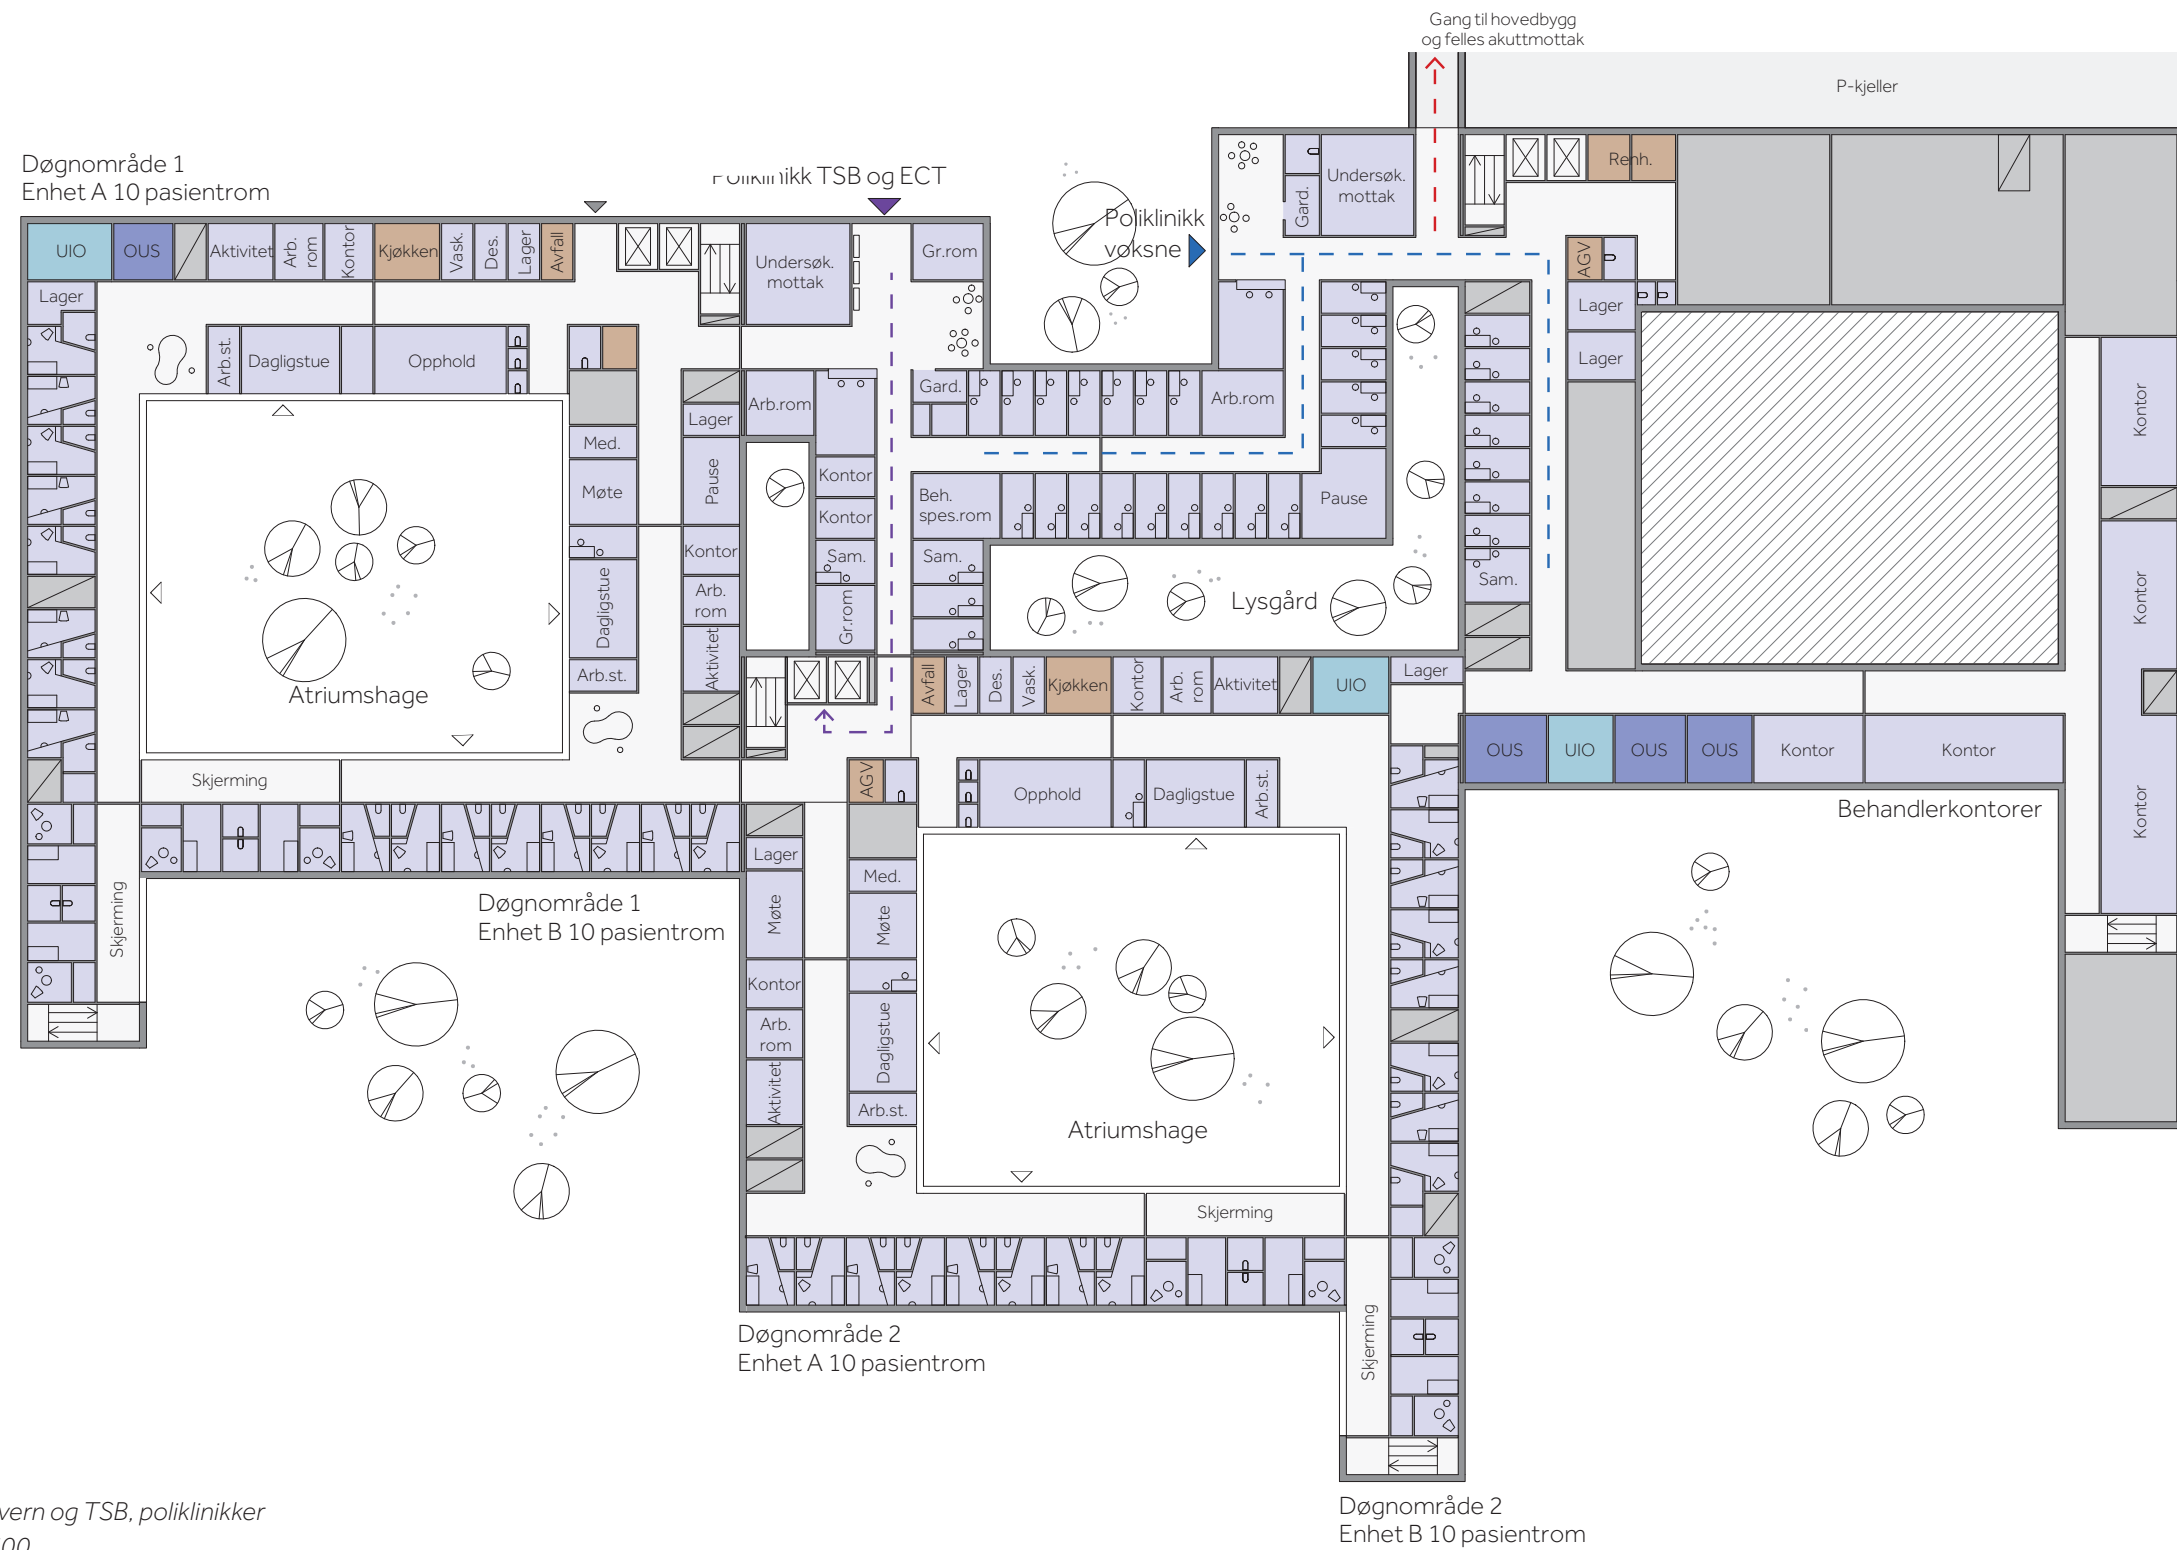 Gang til hovedbygg
og felles akuttmottak
P-kjeller
Døgnområde 1
Enhet A 10 pasientrom
Poliklinikk TSB og ECT
Poliklinikk
voksne
Undersøk.
mottak
Gard.
Renh.
UIO
OUS
Aktivitet
Arb.
rom
Kontor
Kjøkken
Vask.
Des.
Lager
Avfall
Undersøk.
mottak
Gr.rom
AGV
Lager
Lager
Lager
Arb.st.
Dagligstue
Opphold
Med.
Møte
Dagligstue
Arb.st.
Lager
Pause
Kontor
Arb.
rom
Aktivitet
Arb.rom
Kontor
Kontor
Sam.
Gr.rom
Gard.
Arb.rom
Beh.
spes.rom
Pause
Sam.
Sam.
Lysgård
Kontor
Kontor
Kontor
Atriumshage
Skjerming
Skjerming
Avfall
Lager
Des.
Vask.
Kjøkken
Kontor
Arb.
rom
Aktivitet
UIO
Lager
OUS
UIO
OUS
OUS
Kontor
Kontor
Behandlerkontorer
AGV
Opphold
Dagligstue
Arb.st.
Døgnområde 1
Enhet B 10 pasientrom
Lager
Møte
Kontor
Arb.
rom
Aktivitet
Med.
Møte
Dagligstue
Arb.st.
Atriumshage
Skjerming
Skjerming
Døgnområde 2
Enhet A 10 pasientrom
Døgnområde 2
Enhet B 10 pasientrom
vern og TSB, poliklinikker